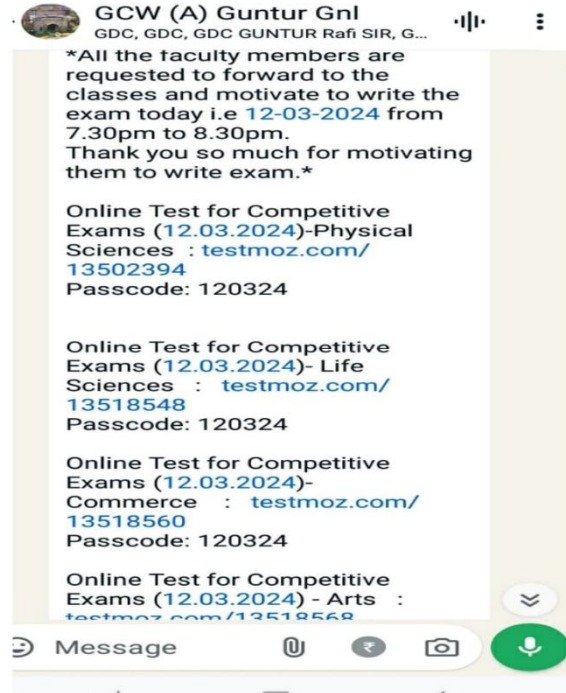 GCW (A) Guntur Gnl
GDC, GDC, GDC GUNTUR Rafi SIR, G...
*All the faculty members are
requested to forward to the
classes and motivate to write the
exam today i.e 12-03-2024 from
7.30pm to 8.30pm.
Thank you so much for motivating
them to write exam.*
Online Test for Competitive
Exams (12.03.2024)-Physical
Sciences : testmoz.com/
13502394
Passcode: 120324
Online Test for Competitive
Exams (12.03.2024)- Life
Sciences : testmoz.com/
13518548
Passcode: 120324
Online Test for Competitive
Exams (12.03.2024)-
Commerce : testmoz.com/
13518560
Passcode: 120324
Online Test for Competitive
Exams (12.03.2024) - Arts :
testmoz.com/13518568
Message